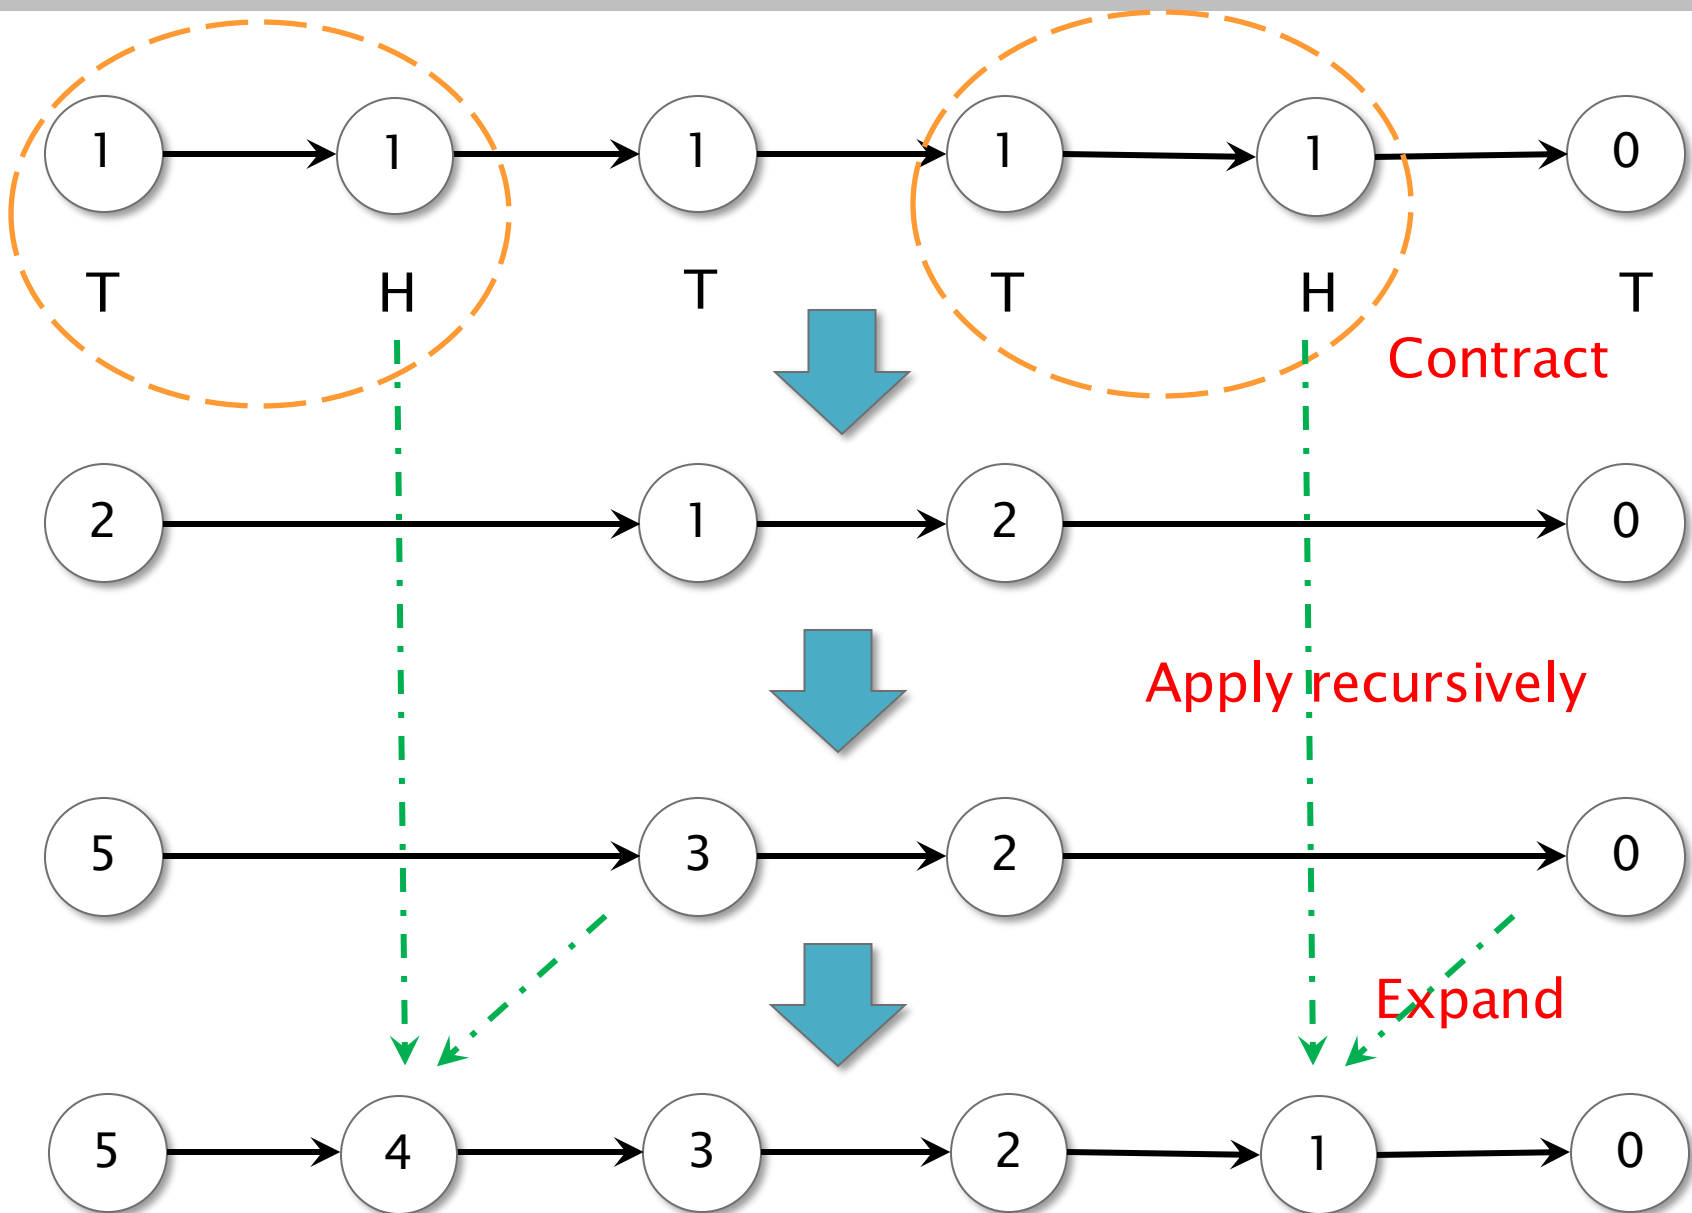 1 1 1 1 1 0
T H T T H T
Contract
2 1 2 0
Apply recursively
5 3 2 0
Expand
5 4 3 2 1 0